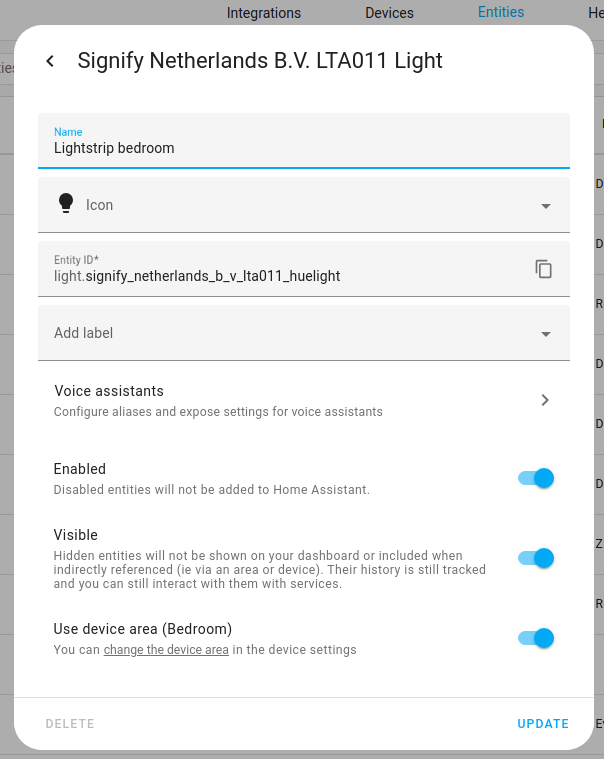 Integrations Devices Entities He
Signify Netherlands B.V. LTA011 Light
ties
Name
Lightstrip bedroom
Icon
Entity ID*
light.signify_netherlands_b_v_lta011_huelight
Add label
Voice assistants
Configure aliases and expose settings for voice assistants
Enabled
Disabled entities will not be added to Home Assistant.
Visible
Hidden entities will not be shown on your dashboard or included when
indirectly referenced (ie via an area or device). Their history is still tracked
and you can still interact with them with services.
Use device area (Bedroom)
You can change the device area in the device settings
DELETE UPDATE
D
D
R
D
D
D
Z
R